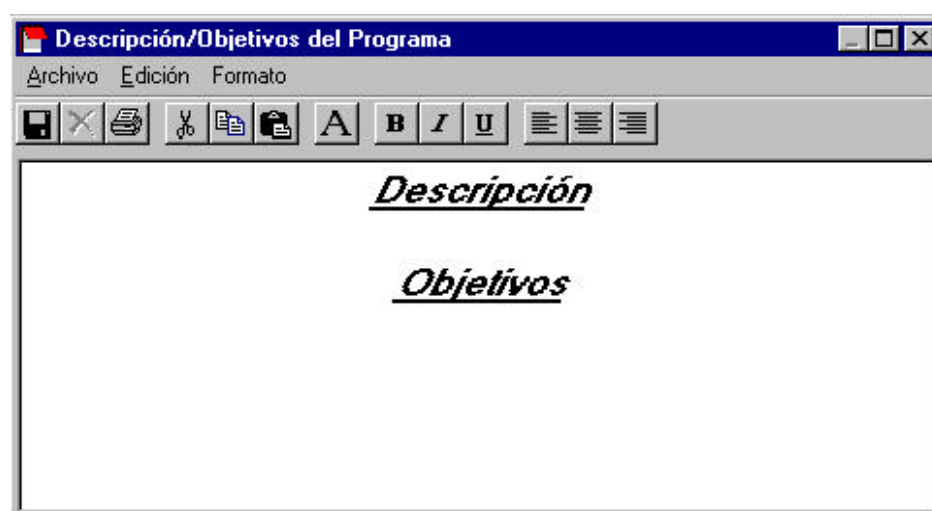 Descripción/Objetivos del Programa
Archivo Edición Formato
A B I U
Descripción
Objetivos